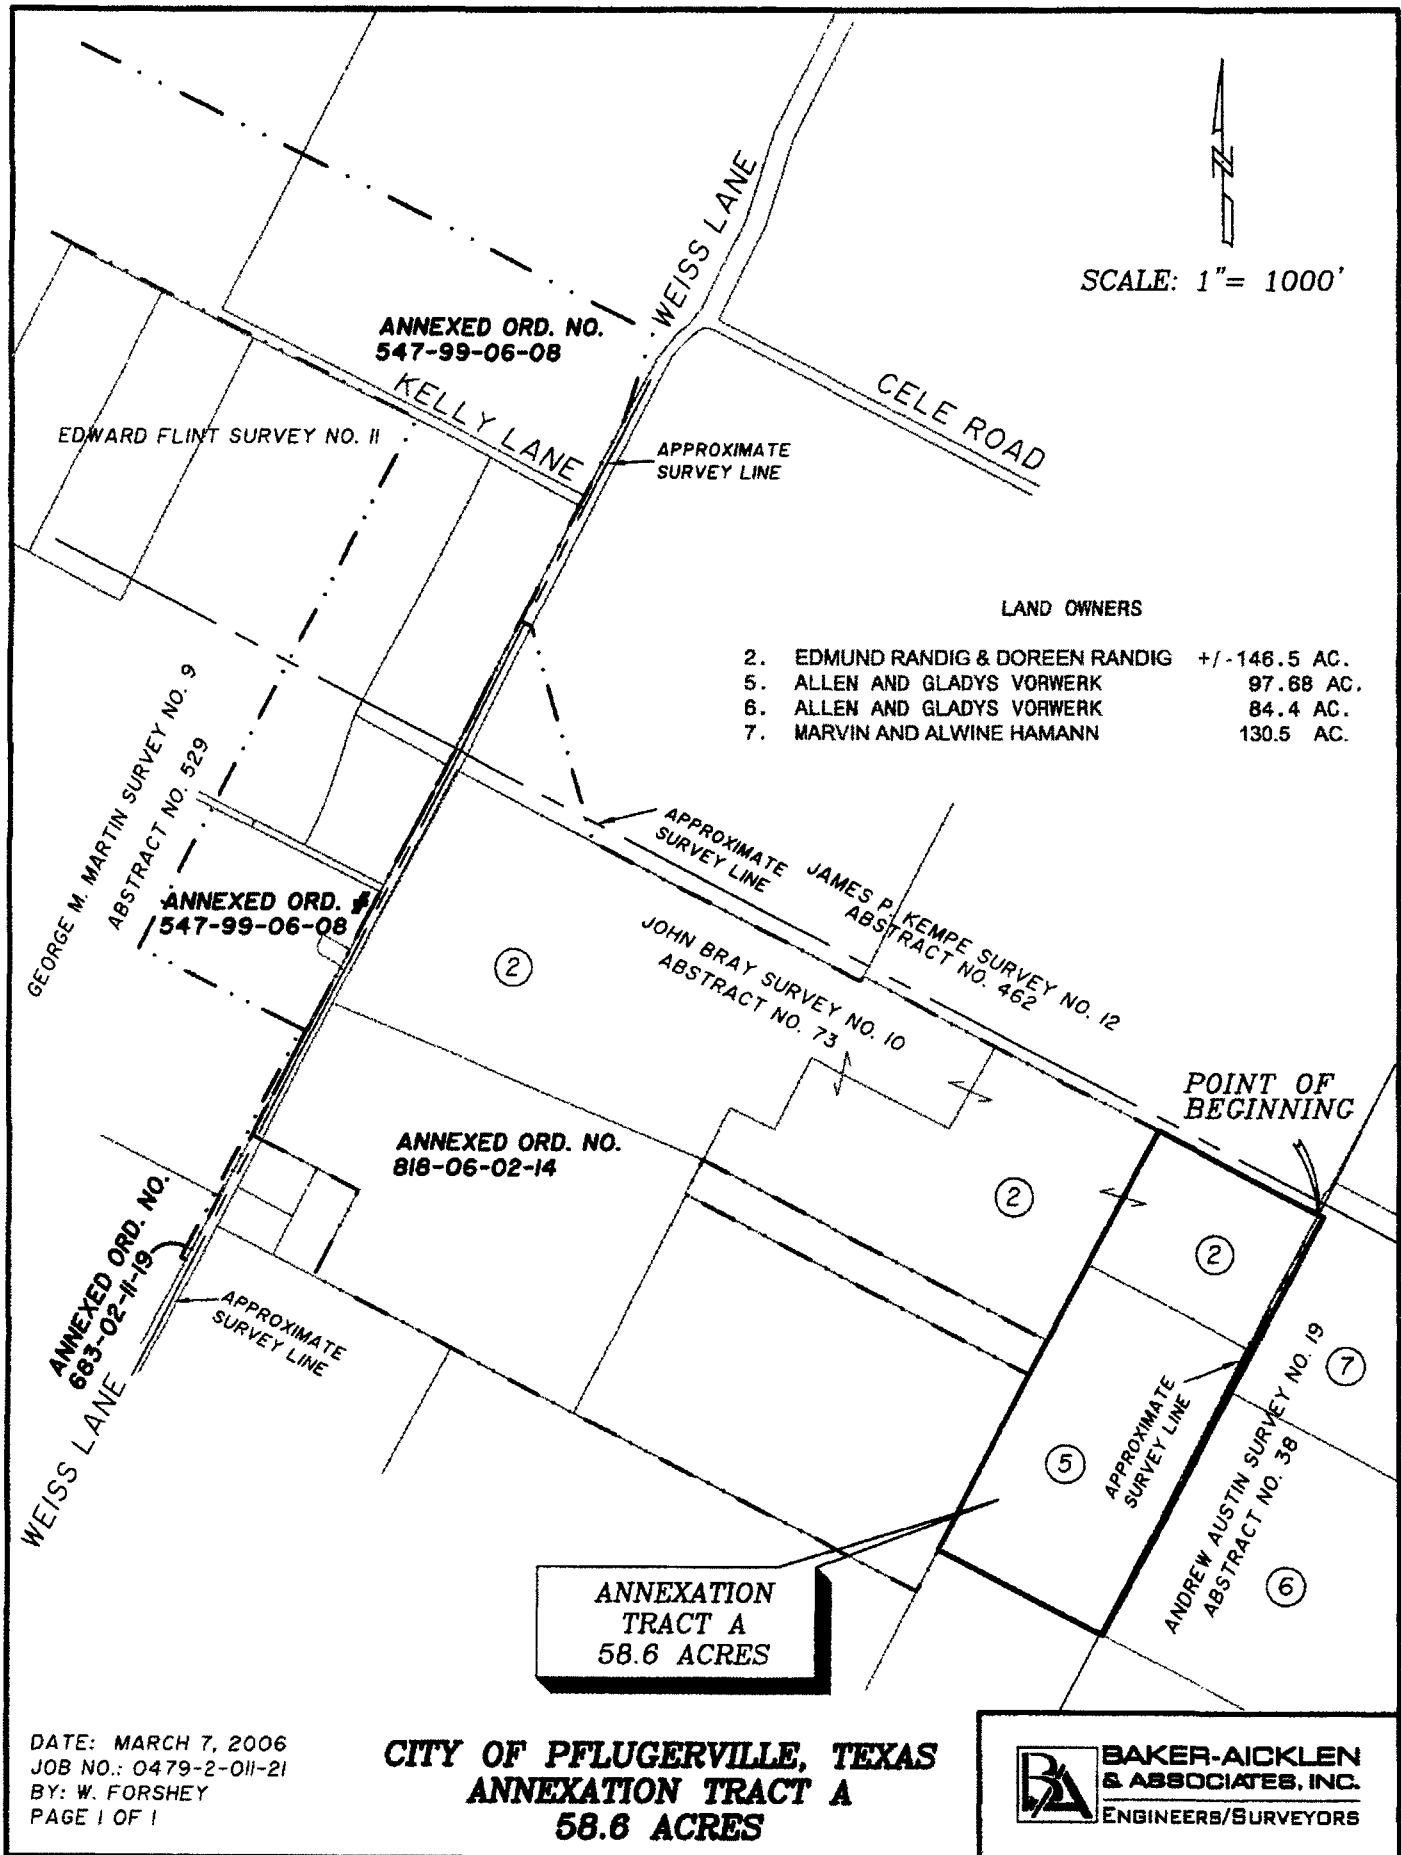 WEISS LANE
N
SCALE: 1"= 1000'
ANNEXED ORD. NO.
547-99-06-08
KELLY LANE
CELE ROAD
EDWARD FLINT SURVEY NO. 11
APPROXIMATE
SURVEY LINE
LAND OWNERS
2. EDMUND RANDIG & DOREEN RANDIG +/-146.5 AC.
5. ALLEN AND GLADYS VORWERK 97.68 AC.
6. ALLEN AND GLADYS VORWERK 84.4 AC.
7. MARVIN AND ALWINE HAMANN 130.5 AC.
GEORGE M. MARTIN SURVEY NO. 9
ABSTRACT NO. 529
APPROXIMATE
SURVEY LINE
JAMES P. KEMPE SURVEY NO. 12
ABSTRACT NO. 462
ANNEXED ORD. #
547-99-06-08
2
JOHN BRAY SURVEY NO. 10
ABSTRACT NO. 73
POINT OF
BEGINNING
ANNEXED ORD. NO.
818-06-02-14
2
2
ANNEXED ORD. NO.
683-02-11-19
APPROXIMATE
SURVEY LINE
WEISS LANE
7
5
APPROXIMATE
SURVEY LINE
ANDREW AUSTIN SURVEY NO. 19
ABSTRACT NO. 38
6
ANNEXATION
TRACT A
58.6 ACRES
DATE: MARCH 7, 2006
JOB NO.: 0479-2-011-21
BY: W. FORSHEY
PAGE 1 OF 1
CITY OF PFLUGERVILLE, TEXAS
ANNEXATION TRACT A
58.6 ACRES
BA
BAKER-AICKLEN
& ASSOCIATES, INC.
ENGINEERS/SURVEYORS